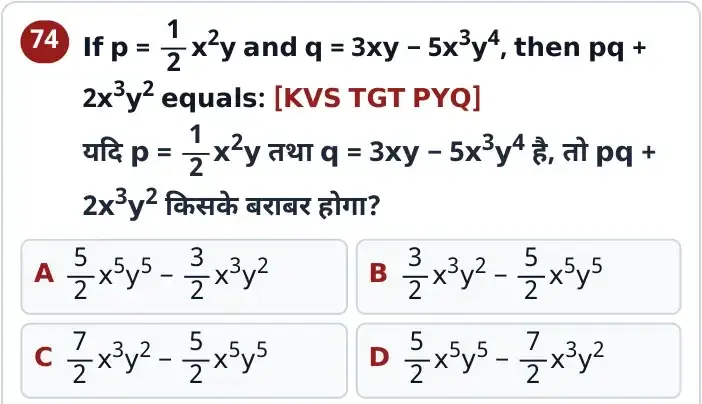 74 If p = 1/2 x²y and q = 3xy – 5x³y⁴, then pq +
2x³y² equals: [KVS TGT PYQ]
यदि p = 1/2 x²y तथा q = 3xy – 5x³y⁴ है, तो pq +
2x³y² किसके बराबर होगा?
A 5/2 x⁵y⁵ – 3/2 x³y²
B 3/2 x³y² – 5/2 x⁵y⁵
C 7/2 x³y² – 5/2 x⁵y⁵
D 5/2 x⁵y⁵ – 7/2 x³y²